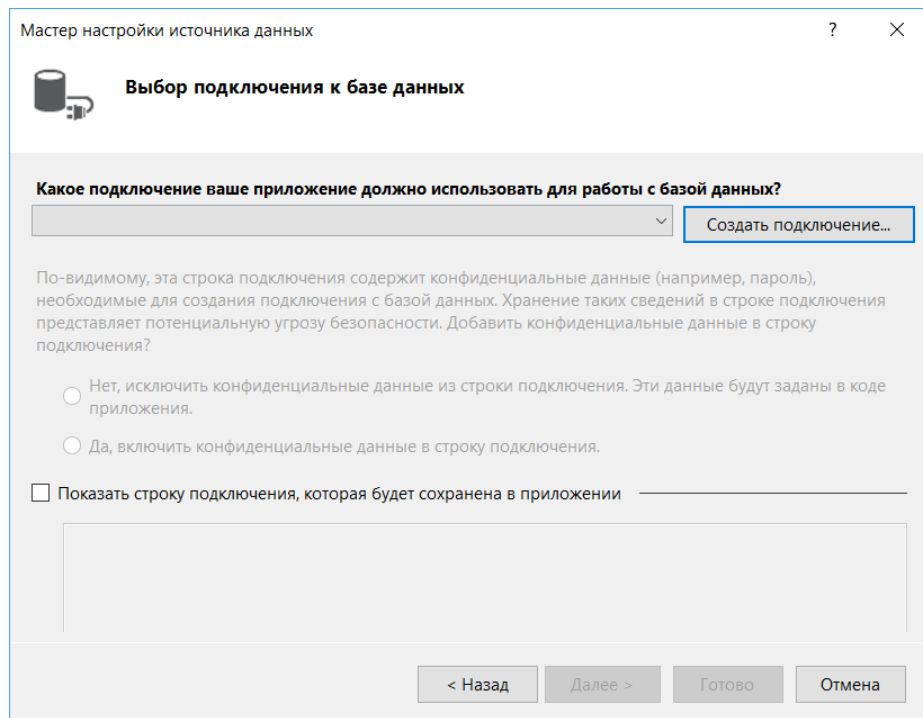 Мастер настройки источника данных
?
Выбор подключения к базе данных
Какое подключение ваше приложение должно использовать для работы с базой данных?
Создать подключение...
По-видимому, эта строка подключения содержит конфиденциальные данные (например, пароль),
необходимые для создания подключения с базой данных. Хранение таких сведений в строке подключения
представляет потенциальную угрозу безопасности. Добавить конфиденциальные данные в строку
подключения?
Нет, исключить конфиденциальные данные из строки подключения. Эти данные будут заданы в коде
приложения.
Да, включить конфиденциальные данные в строку подключения.
Показать строку подключения, которая будет сохранена в приложении
< Назад
Далее >
Готово
Отмена